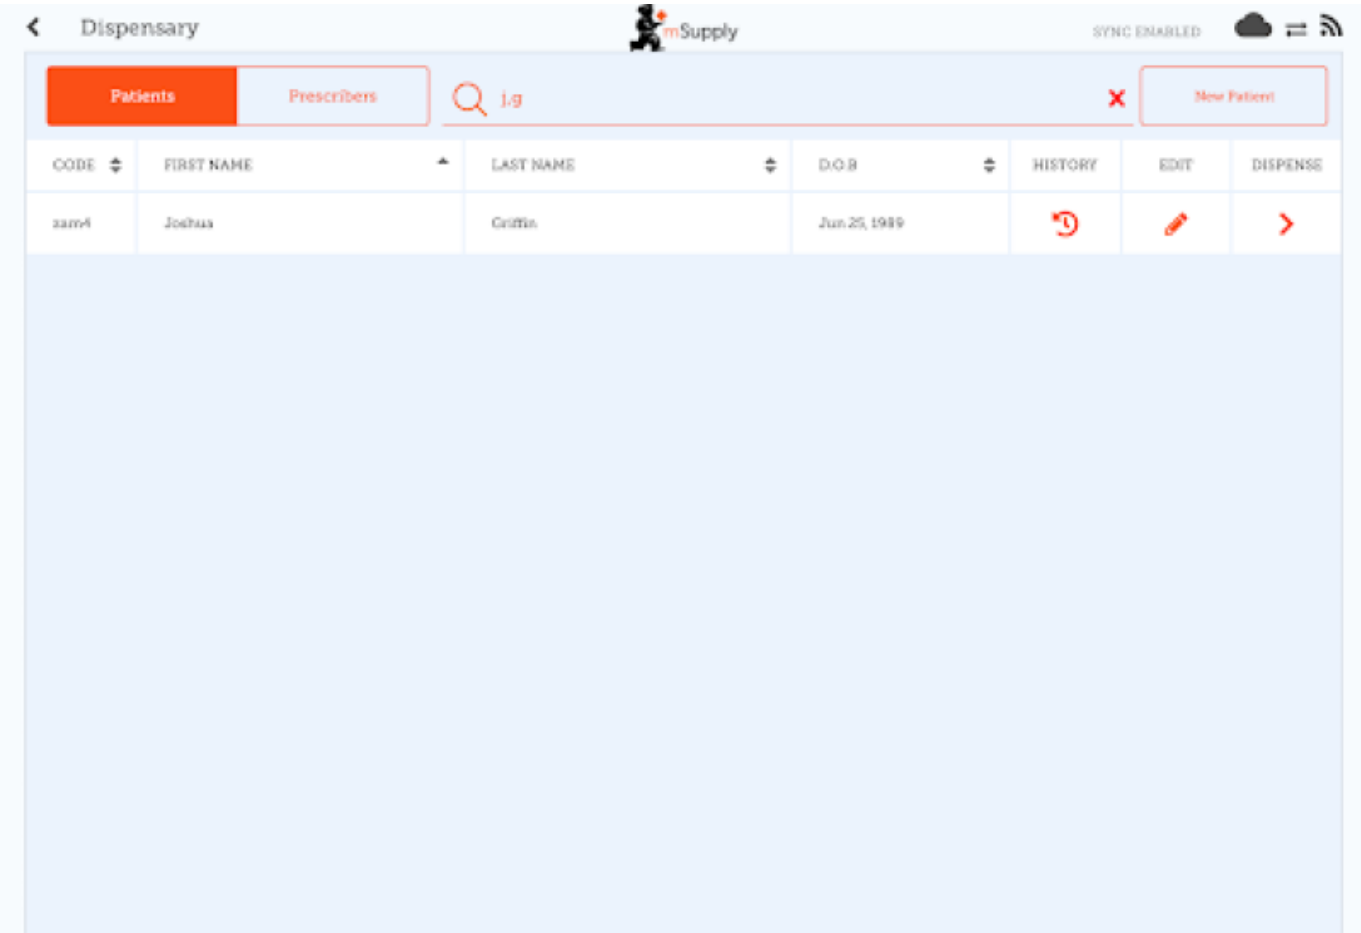 Dispensary
mSupply
SYNC ENABLED
Patients
Prescribers
j,g
New Patient
CODE FIRST NAME LAST NAME D.O.B HISTORY EDIT DISPENSE
zam4 Joshua Griffin Jun 25, 1989